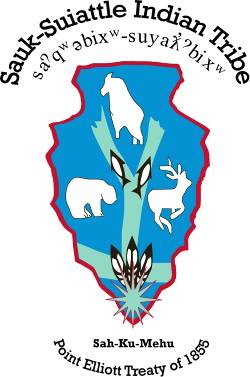 Sauk-Suiattle Indian Tribe
saʔqʷəbixʷ-suyaƛ̓ʔbixʷ
Sah-Ku-Mehu
Point Elliott Treaty of 1855